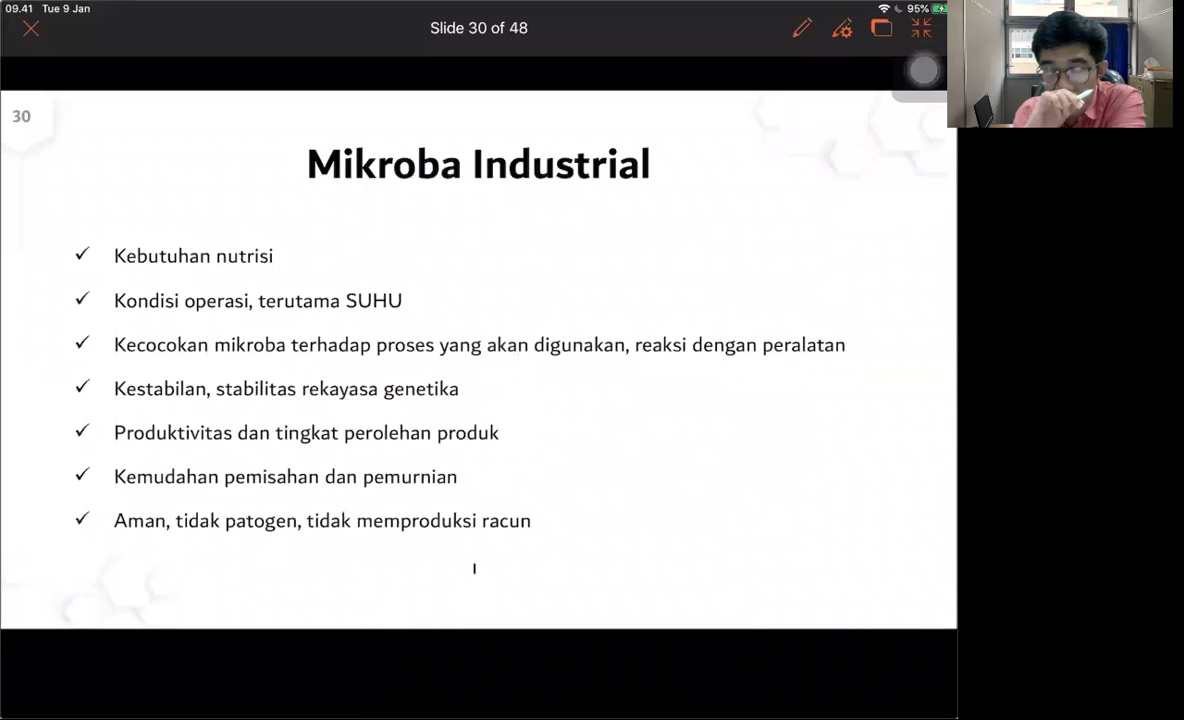 09.41 Tue 9 Jan
95%
Slide 30 of 48
30
Mikroba Industrial
✓ Kebutuhan nutrisi
✓ Kondisi operasi, terutama SUHU
✓ Kecocokan mikroba terhadap proses yang akan digunakan, reaksi dengan peralatan
✓ Kestabilan, stabilitas rekayasa genetika
✓ Produktivitas dan tingkat perolehan produk
✓ Kemudahan pemisahan dan pemurnian
✓ Aman, tidak patogen, tidak memproduksi racun